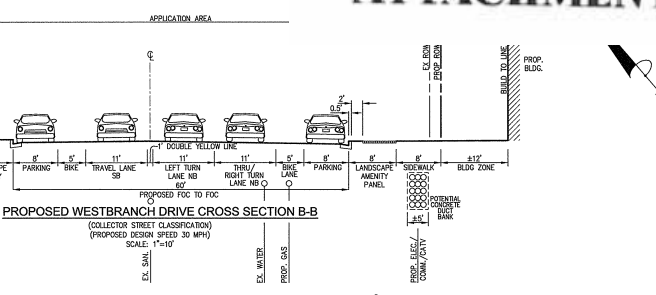 ATTACHMENT
APPLICATION AREA
℄
EX ROW
PROP. ROW
BUILD TO LINE
PROP.
BLDG.
2'
0.5'
1' DOUBLE YELLOW LINE
8' 5' 11' 11' 11' 5' 8' 8' 8' ±12'
PARKING
BIKE
TRAVEL LANE
SB
LEFT TURN
LANE NB
THRU/
RIGHT TURN
LANE NB
BIKE
LANE
PARKING
LANDSCAPE
AMENITY
PANEL
SIDEWALK
BLDG ZONE
60'
PROPOSED FOC TO FOC
PROPOSED WESTBRANCH DRIVE CROSS SECTION B-B
(COLLECTOR STREET CLASSIFICATION)
(PROPOSED DESIGN SPEED 30 MPH)
SCALE: 1"=10'
POTENTIAL
CONCRETE
DUCT
BANK
±5'
EX. SAN.
EX. WATER
PROP. GAS
PROP. ELEC./
COMM./CATV